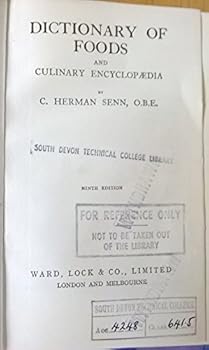 DICTIONARY OF
FOODS
AND
CULINARY ENCYCLOPÆDIA
BY
C. HERMAN SENN, O.B.E.
SOUTH DEVON TECHNICAL COLLEGE LIBRARY
NINTH EDITION
FOR REFERENCE ONLY
NOT TO BE TAKEN OUT
OF THE LIBRARY
WARD, LOCK & CO., LIMITED
LONDON AND MELBOURNE
SOUTH DEVON TECHNICAL COLLEGE
Acc. 4248 Class 641.5